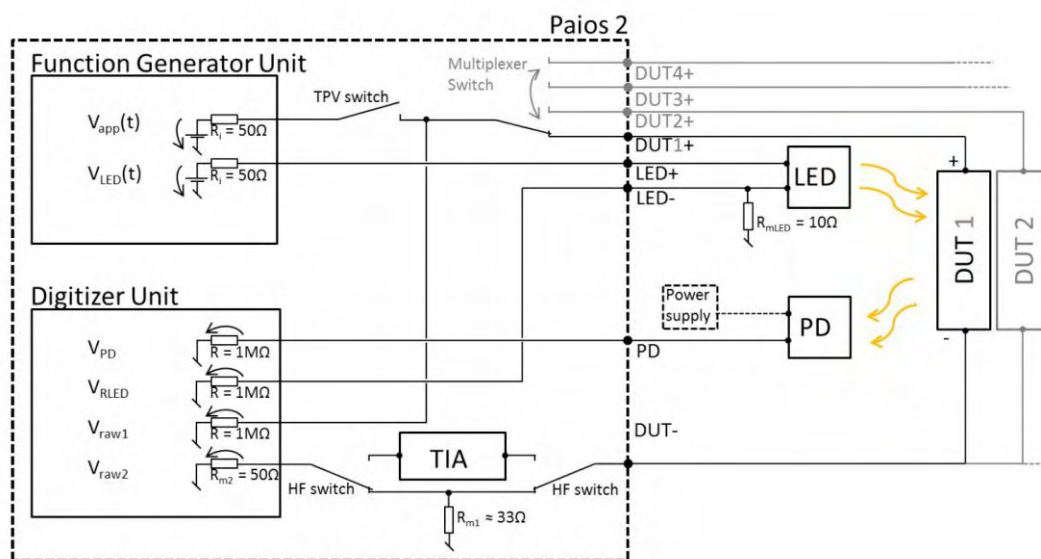 Paios 2
Function Generator Unit
Multiplexer
Switch
DUT4+
DUT3+
DUT2+
DUT1+
TPV switch
Vapp(t)
Ri = 50Ω
VLED(t)
Ri = 50Ω
LED+
LED-
LED
RmLED = 10Ω
+
DUT 1
-
DUT 2
Digitizer Unit
Power
supply
PD
VPD
R = 1MΩ
PD
VRLED
R = 1MΩ
Vraw1
R = 1MΩ
DUT-
TIA
Vraw2
Rm2 = 50Ω
HF switch
HF switch
Rm1 ≈ 33Ω